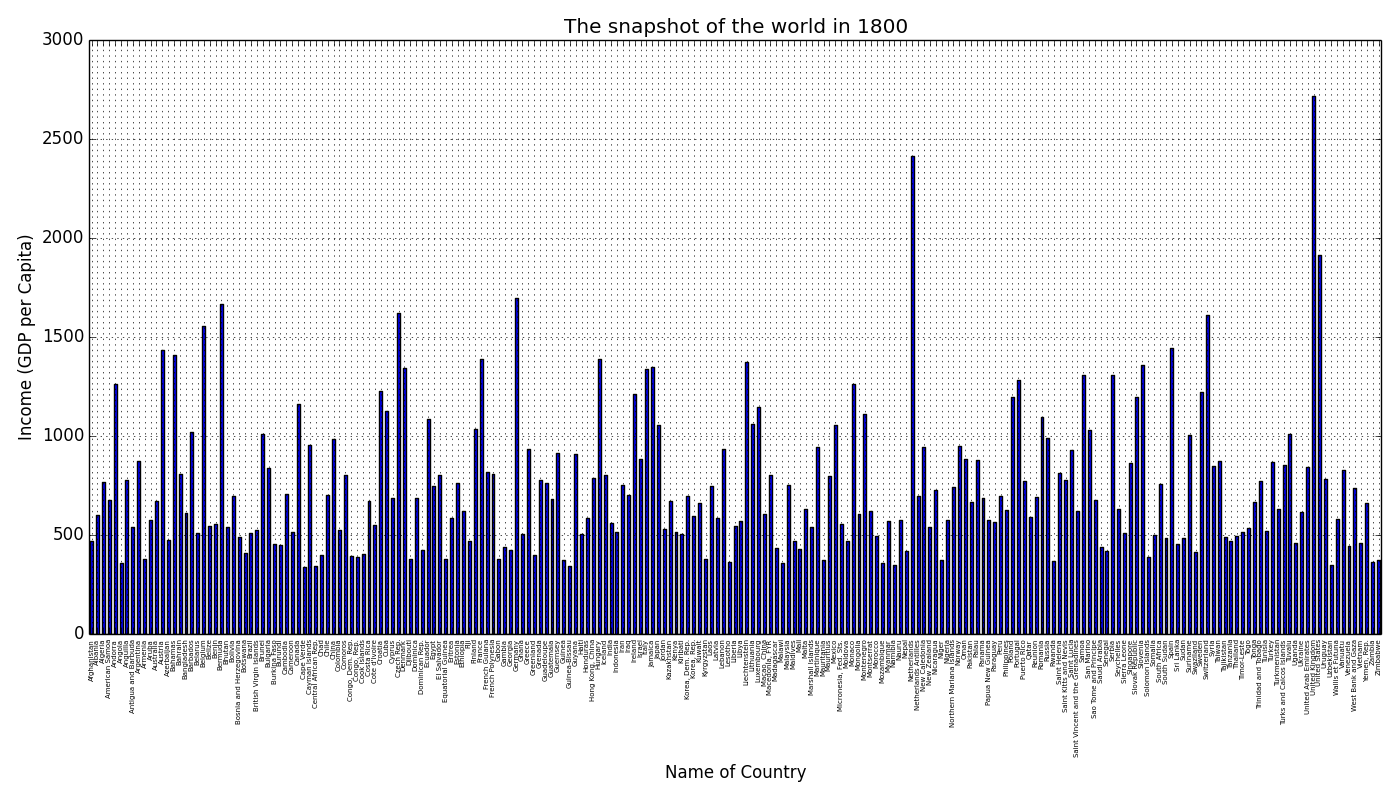 The snapshot of the world in 1800
3000
2500
2000
1500
1000
500
0
Income (GDP per Capita)
Afghanistan
Albania
Algeria
American Samoa
Andorra
Angola
Anguilla
Antigua and Barbuda
Argentina
Armenia
Aruba
Australia
Austria
Azerbaijan
Bahamas
Bahrain
Bangladesh
Barbados
Belarus
Belgium
Belize
Benin
Bermuda
Bhutan
Bolivia
Bosnia and Herzegovina
Botswana
Brazil
British Virgin Islands
Brunei
Bulgaria
Burkina Faso
Burundi
Cambodia
Cameroon
Canada
Cape Verde
Cayman Islands
Central African Rep.
Chad
Chile
China
Colombia
Comoros
Congo, Dem. Rep.
Congo, Rep.
Cook Islands
Costa Rica
Cote d'Ivoire
Croatia
Cuba
Cyprus
Czech Rep.
Denmark
Djibouti
Dominica
Dominican Rep.
Ecuador
Egypt
El Salvador
Equatorial Guinea
Eritrea
Estonia
Ethiopia
Fiji
Finland
France
French Guiana
French Polynesia
Gabon
Gambia
Georgia
Germany
Ghana
Greece
Greenland
Grenada
Guadeloupe
Guatemala
Guernsey
Guinea
Guinea-Bissau
Guyana
Haiti
Honduras
Hong Kong, China
Hungary
Iceland
India
Indonesia
Iran
Iraq
Ireland
Israel
Italy
Jamaica
Japan
Jordan
Kazakhstan
Kenya
Kiribati
Korea, Dem. Rep.
Korea, Rep.
Kuwait
Kyrgyzstan
Laos
Latvia
Lebanon
Liberia
Libya
Liechtenstein
Lithuania
Luxembourg
Macao, China
Macedonia, FYR
Madagascar
Malawi
Malaysia
Maldives
Mali
Malta
Marshall Islands
Martinique
Mauritania
Mauritius
Mexico
Micronesia, Fed. Sts.
Moldova
Monaco
Mongolia
Montenegro
Montserrat
Morocco
Mozambique
Myanmar
Namibia
Nauru
Nepal
Netherlands
Netherlands Antilles
New Caledonia
New Zealand
Nicaragua
Niger
Nigeria
Northern Mariana Islands
Norway
Oman
Pakistan
Palau
Panama
Papua New Guinea
Paraguay
Peru
Philippines
Poland
Portugal
Puerto Rico
Qatar
Reunion
Romania
Russia
Rwanda
Saint Helena
Saint Kitts and Nevis
Saint Lucia
Saint Vincent and the Grenadines
Samoa
San Marino
Sao Tome and Principe
Saudi Arabia
Senegal
Serbia
Seychelles
Sierra Leone
Singapore
Slovak Republic
Slovenia
Solomon Islands
Somalia
South Africa
South Sudan
Spain
Sri Lanka
Sudan
Suriname
Swaziland
Sweden
Switzerland
Syria
Taiwan
Tajikistan
Tanzania
Thailand
Timor-Leste
Togo
Tonga
Trinidad and Tobago
Tunisia
Turkey
Turkmenistan
Turks and Caicos Islands
Tuvalu
Uganda
Ukraine
United Arab Emirates
United Kingdom
United States
Uruguay
Uzbekistan
Wallis et Futuna
Vanuatu
Venezuela
West Bank and Gaza
Vietnam
Yemen, Rep.
Zambia
Zimbabwe
Name of Country